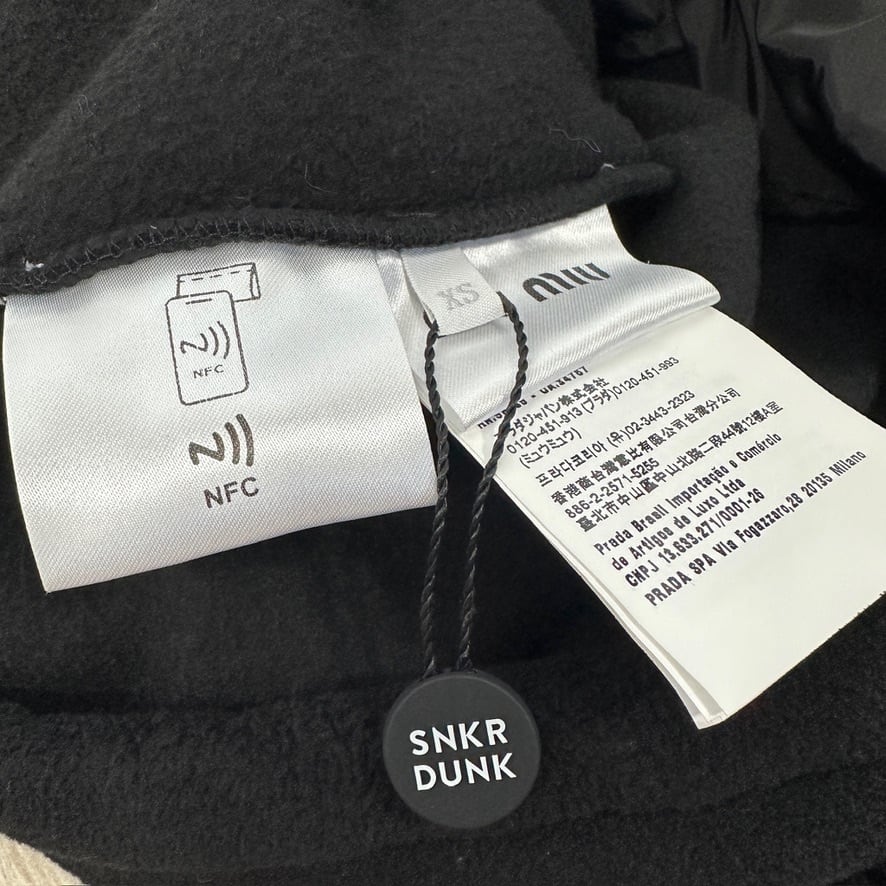 NFC
NFC
XS
miu
プラダジャパン株式会社
0120-451-913 (プラダ)0120-451-993
(ミュウミュウ)
프라다코리아 (유)02-3443-2323
香港商台灣電比有限公司台灣分公司
886-2-2571-5255
臺北市中山區中山北路二段44號12樓A室
Prada Brasil Importação e Comércio
de Artigos de Luxo Ltda
CNPJ 13.633.271/0001-26
PRADA SPA Via Fogazzaro,28 20135 Milano
SNKR
DUNK